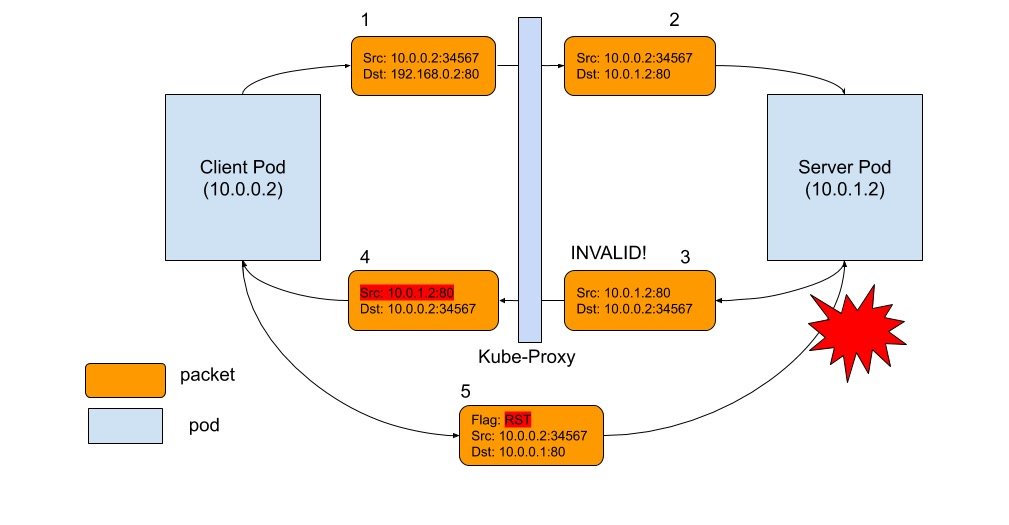 1
2
Src: 10.0.0.2:34567
Dst: 192.168.0.2:80
Src: 10.0.0.2:34567
Dst: 10.0.1.2:80
Client Pod
(10.0.0.2)
Server Pod
(10.0.1.2)
4
INVALID!
3
Src: 10.0.1.2:80
Dst: 10.0.0.2:34567
Src: 10.0.1.2:80
Dst: 10.0.0.2:34567
Kube-Proxy
packet
pod
5
Flag: RST
Src: 10.0.0.2:34567
Dst: 10.0.0.1:80